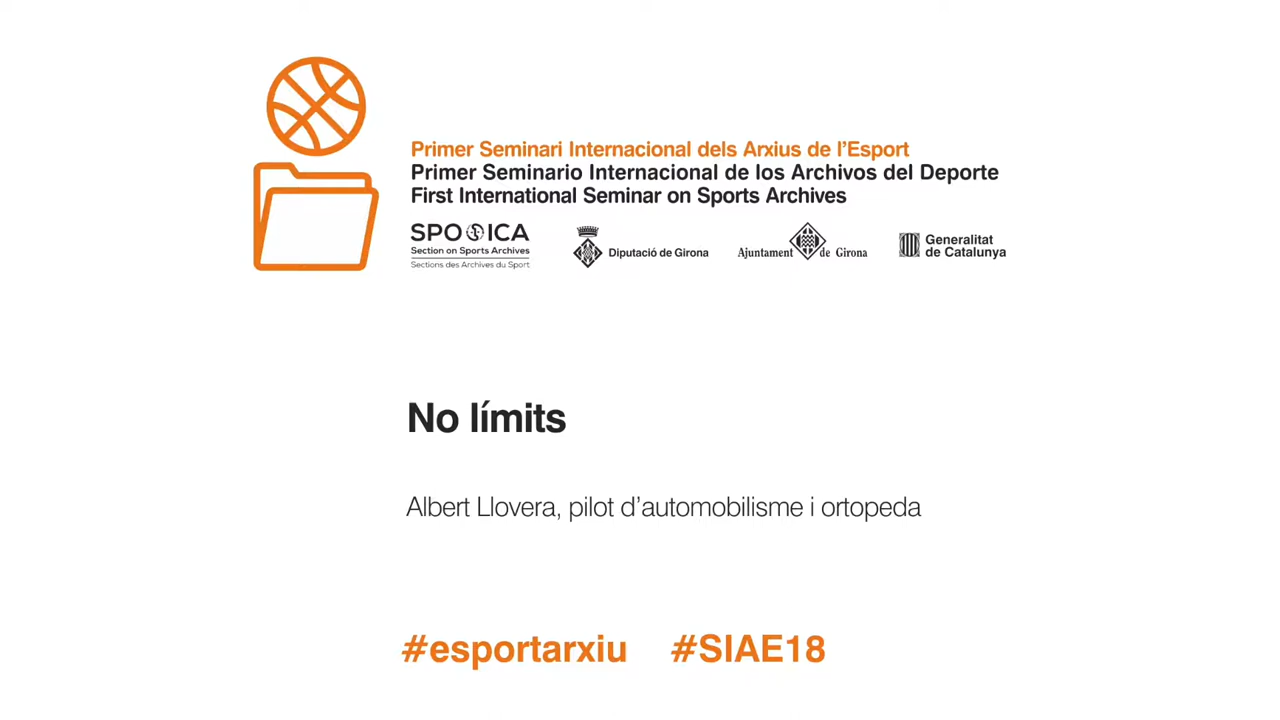 Primer Seminari Internacional dels Arxius de l’Esport
Primer Seminario Internacional de los Archivos del Deporte
First International Seminar on Sports Archives
SPO ICA
Section on Sports Archives
Sections des Archives du Sport
Diputació de Girona
Ajuntament de Girona
Generalitat
de Catalunya
No límits
Albert Llovera, pilot d’automobilisme i ortopeda
#esportarxiu #SIAE18